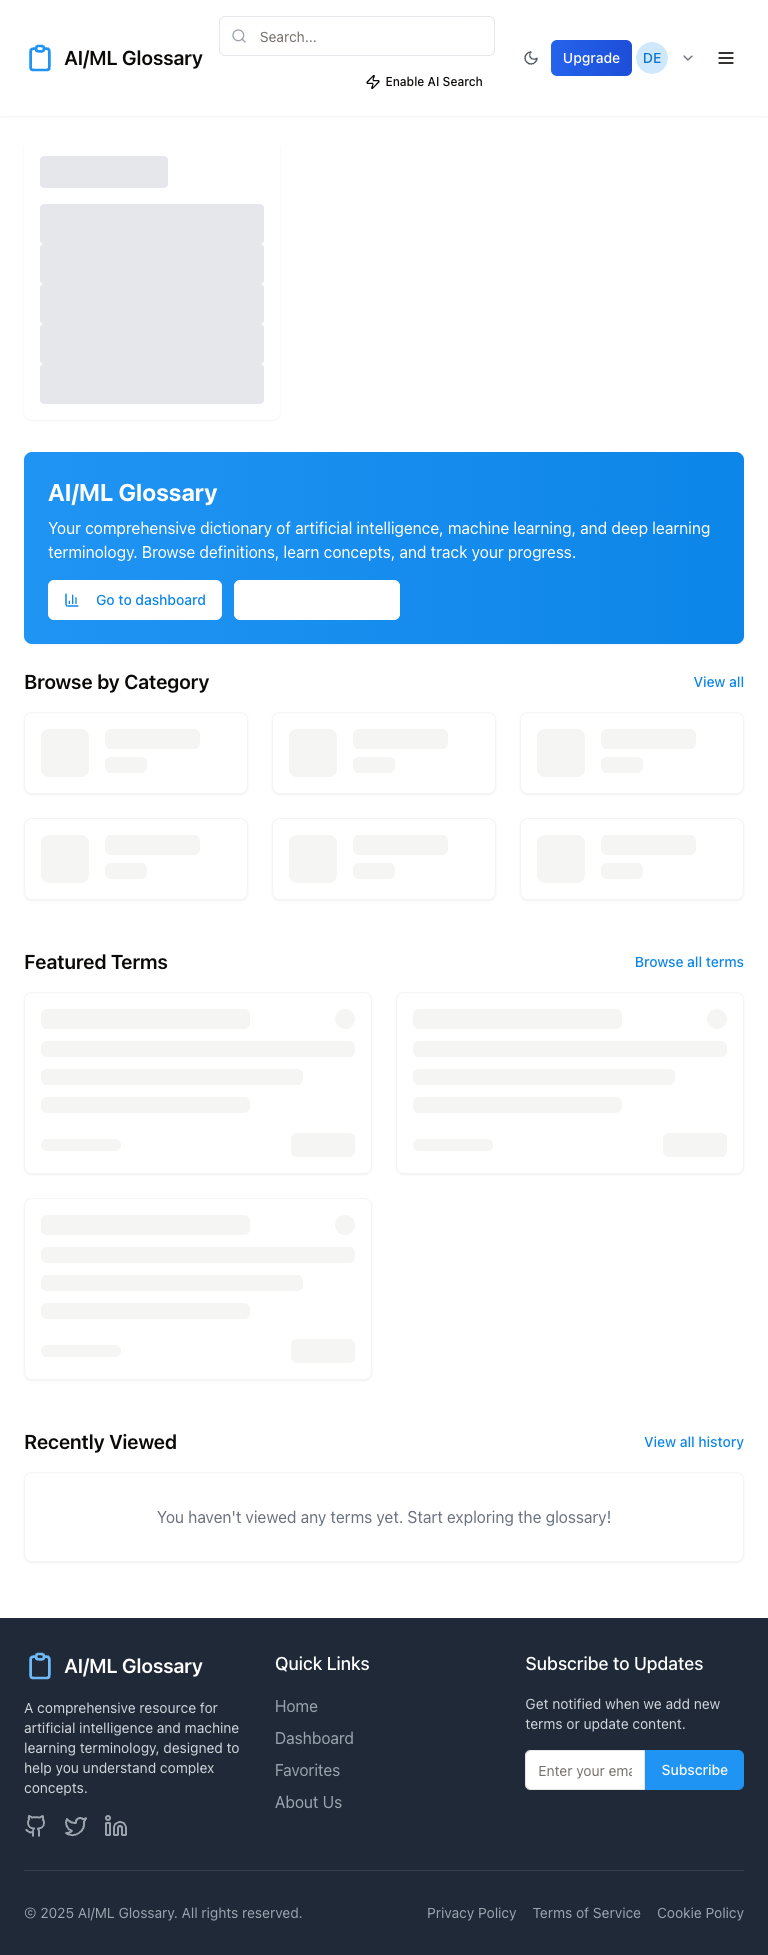 AI/ML Glossary
Search...
Enable AI Search
Upgrade
DE
AI/ML Glossary
Your comprehensive dictionary of artificial intelligence, machine learning, and deep learning
terminology. Browse definitions, learn concepts, and track your progress.
Go to dashboard
Browse by Category
View all
Featured Terms
Browse all terms
Recently Viewed
View all history
You haven't viewed any terms yet. Start exploring the glossary!
AI/ML Glossary
A comprehensive resource for
artificial intelligence and machine
learning terminology, designed to
help you understand complex
concepts.
Quick Links
Home
Dashboard
Favorites
About Us
Subscribe to Updates
Get notified when we add new
terms or update content.
Enter your ema
Subscribe
© 2025 AI/ML Glossary. All rights reserved.
Privacy Policy
Terms of Service
Cookie Policy